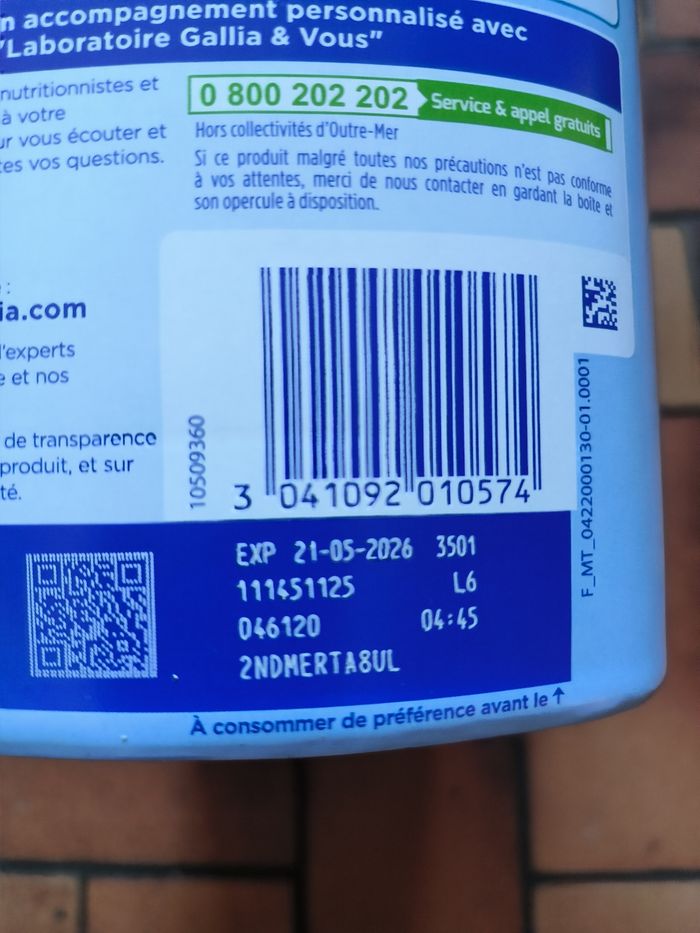 n accompagnement personnalisé avec
"Laboratoire Gallia & Vous"
nutritionnistes et
à votre
ur vous écouter et
tes vos questions.
0 800 202 202 Service & appel gratuits
Hors collectivités d'Outre-Mer
Si ce produit malgré toutes nos précautions n'est pas conforme
à vos attentes, merci de nous contacter en gardant la boîte et
son opercule à disposition.
:
ia.com
d'experts
e et nos
de transparence
produit, et sur
té.
10509360
3 041092 010574
F_MT_0422000130-01.0001
EXP 21-05-2026 3501
111451125 L6
046120 04:45
2NDMERTA8UL
À consommer de préférence avant le ↑